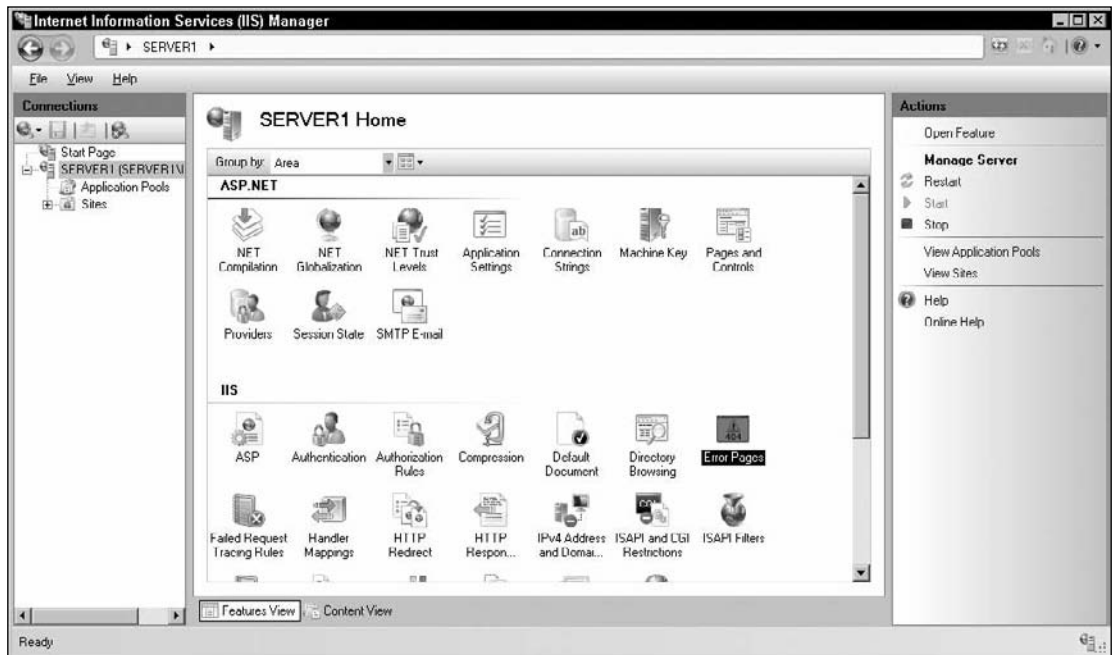 Internet Information Services (IIS) Manager
SERVER1
File View Help
Connections
Start Page
SERVER1 (SERVER1\
Application Pools
Sites
SERVER1 Home
Group by: Area
ASP.NET
.NET Compilation
.NET Globalization
.NET Trust Levels
Application Settings
Connection Strings
Machine Key
Pages and Controls
Providers
Session State
SMTP E-mail
IIS
ASP
Authentication
Authorization Rules
Compression
Default Document
Directory Browsing
404
Error Pages
Failed Request Tracing Rules
Handler Mappings
HTTP Redirect
HTTP Respon...
IPv4 Address and Domai...
ISAPI and CGI Restrictions
ISAPI Filters
Features View
Content View
Actions
Open Feature
Manage Server
Restart
Start
Stop
View Application Pools
View Sites
Help
Online Help
Ready